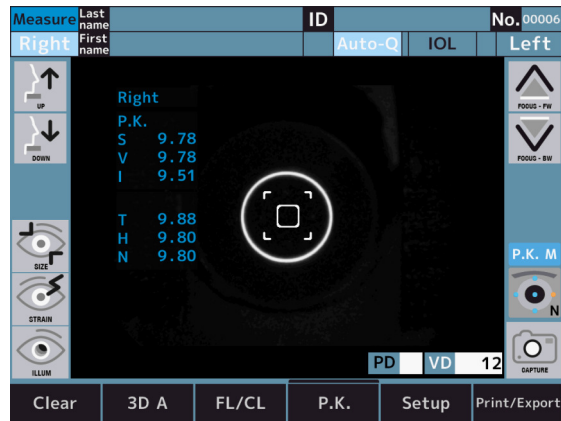 Measure Last name ID No. 00006
Right First name Auto-Q IOL Left
UP
FOCUS - FW
Right
P.K.
S 9.78
DOWN
V 9.78
FOCUS - BW
I 9.51
T 9.88
H 9.80
SIZE
N 9.80
P.K. M
STRAIN
N
ILLUM
PD VD 12
CAPTURE
Clear 3D A FL/CL P.K. Setup Print/Export